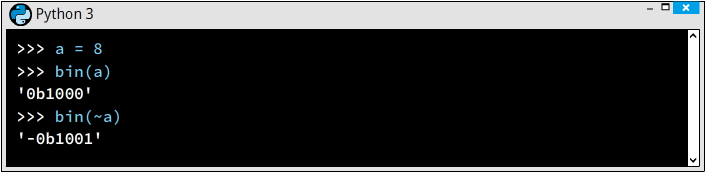 Python 3
>>> a = 8
>>> bin(a)
'0b1000'
>>> bin(~a)
'-0b1001'